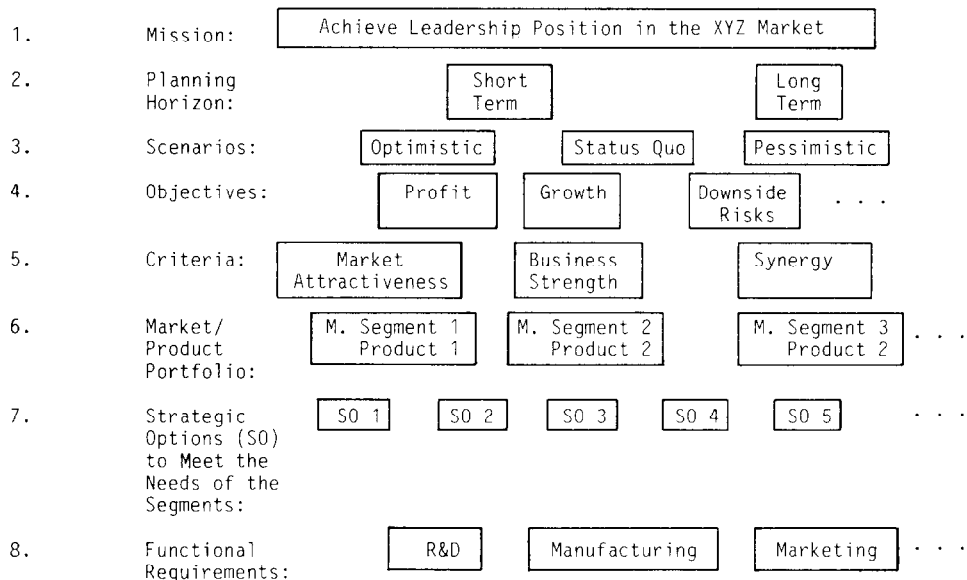 1. Mission: Achieve Leadership Position in the XYZ Market
2. Planning Horizon: Short Term Long Term
3. Scenarios: Optimistic Status Quo Pessimistic
4. Objectives: Profit Growth Downside Risks . . .
5. Criteria: Market Attractiveness Business Strength Synergy
6. Market/ Product Portfolio: M. Segment 1 Product 1 M. Segment 2 Product 2 M. Segment 3 Product 2 . . .
7. Strategic Options (SO) to Meet the Needs of the Segments: SO 1 SO 2 SO 3 SO 4 SO 5 . . .
8. Functional Requirements: R&D Manufacturing Marketing . . .